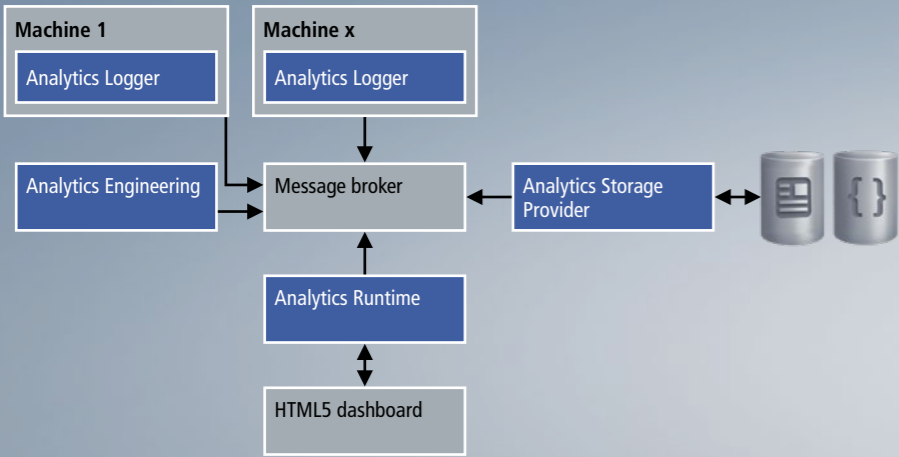 Machine 1
Machine x
Analytics Logger
Analytics Logger
Analytics Engineering
Message broker
Analytics Storage
Provider
{ }
Analytics Runtime
HTML5 dashboard